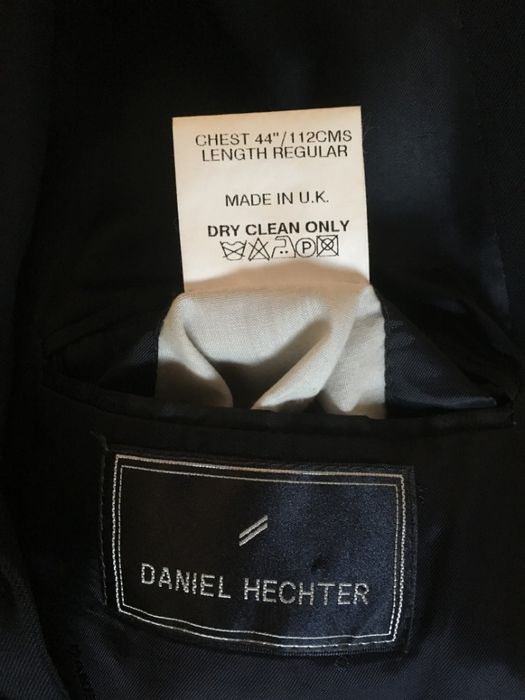 CHEST 44"/112CMS
LENGTH REGULAR
MADE IN U.K.
DRY CLEAN ONLY
P
DANIEL HECHTER